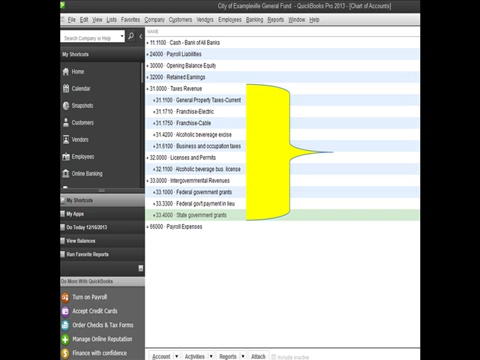 City of Exampleville General Fund - QuickBooks Pro 2013 - [Chart of Accounts]
File Edit View Lists Favorites Company Customers Vendors Employees Banking Reports Help
Search Company or Help
NAME
My Shortcuts
Home
Calendar
Snapshots
Customers
Vendors
Employees
Online Banking
My Shortcuts
My Apps
Do Today 12/16/2013
View Balances
Run Favorite Reports
Do More With QuickBooks
Turn on Payroll
Accept Credit Cards
Order Checks & Tax Forms
Manage Online Reputation
Finance with confidence
11.1100 · Cash - Bank of All Banks
24000 · Payroll Liabilities
30000 · Opening Balance Equity
32000 · Retained Earnings
31.0000 · Taxes Revenue
31.1100 · General Property Taxes-Current
31.1710 · Franchise-Electric
31.1750 · Franchise-Cable
31.4200 · Alcoholic bevereage excise
31.6100 · Business and occupation taxes
32.0000 · Licenses and Permits
32.1100 · Alcoholic beverage bus. license
33.0000 · Intergovernmental Revenues
33.1000 · Federal government grants
33.3300 · Federal gov't payment in lieu
33.4000 · State government grants
66000 · Payroll Expenses
Account Activities Reports Attach Include inactive